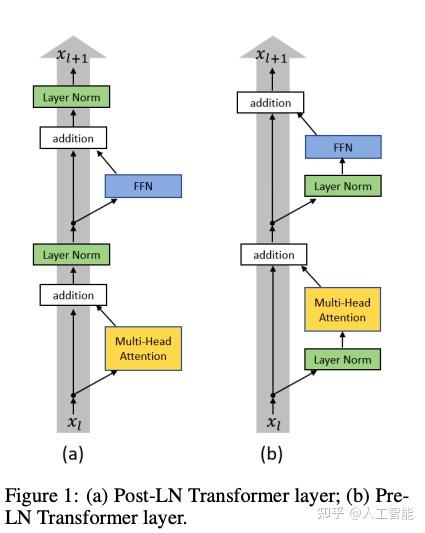 x_{l+1}
Layer Norm
addition
FFN
Layer Norm
addition
Multi-Head
Attention
x_l
(a)
x_{l+1}
addition
FFN
Layer Norm
addition
Multi-Head
Attention
Layer Norm
x_l
(b)
Figure 1: (a) Post-LN Transformer layer; (b) Pre-
LN Transformer layer.
知乎 @人工智能